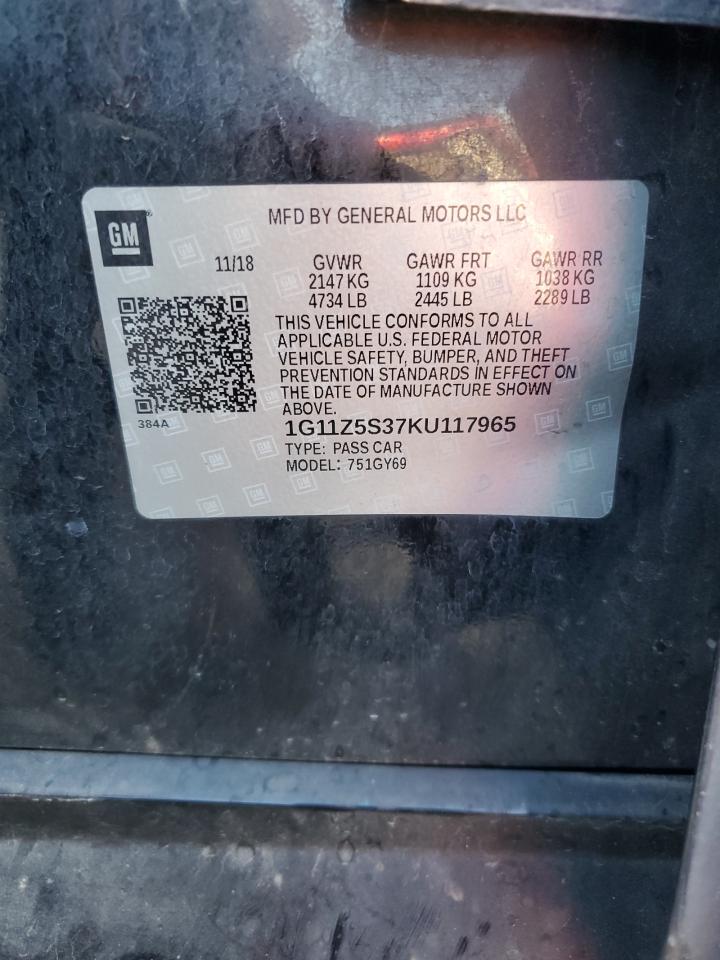 GM®
MFD BY GENERAL MOTORS LLC
11/18 GVWR GAWR FRT GAWR RR
2147 KG 1109 KG 1038 KG
4734 LB 2445 LB 2289 LB
THIS VEHICLE CONFORMS TO ALL
APPLICABLE U.S. FEDERAL MOTOR
VEHICLE SAFETY, BUMPER, AND THEFT
PREVENTION STANDARDS IN EFFECT ON
THE DATE OF MANUFACTURE SHOWN
ABOVE.
384A
1G11Z5S37KU117965
TYPE: PASS CAR
MODEL: 751GY69